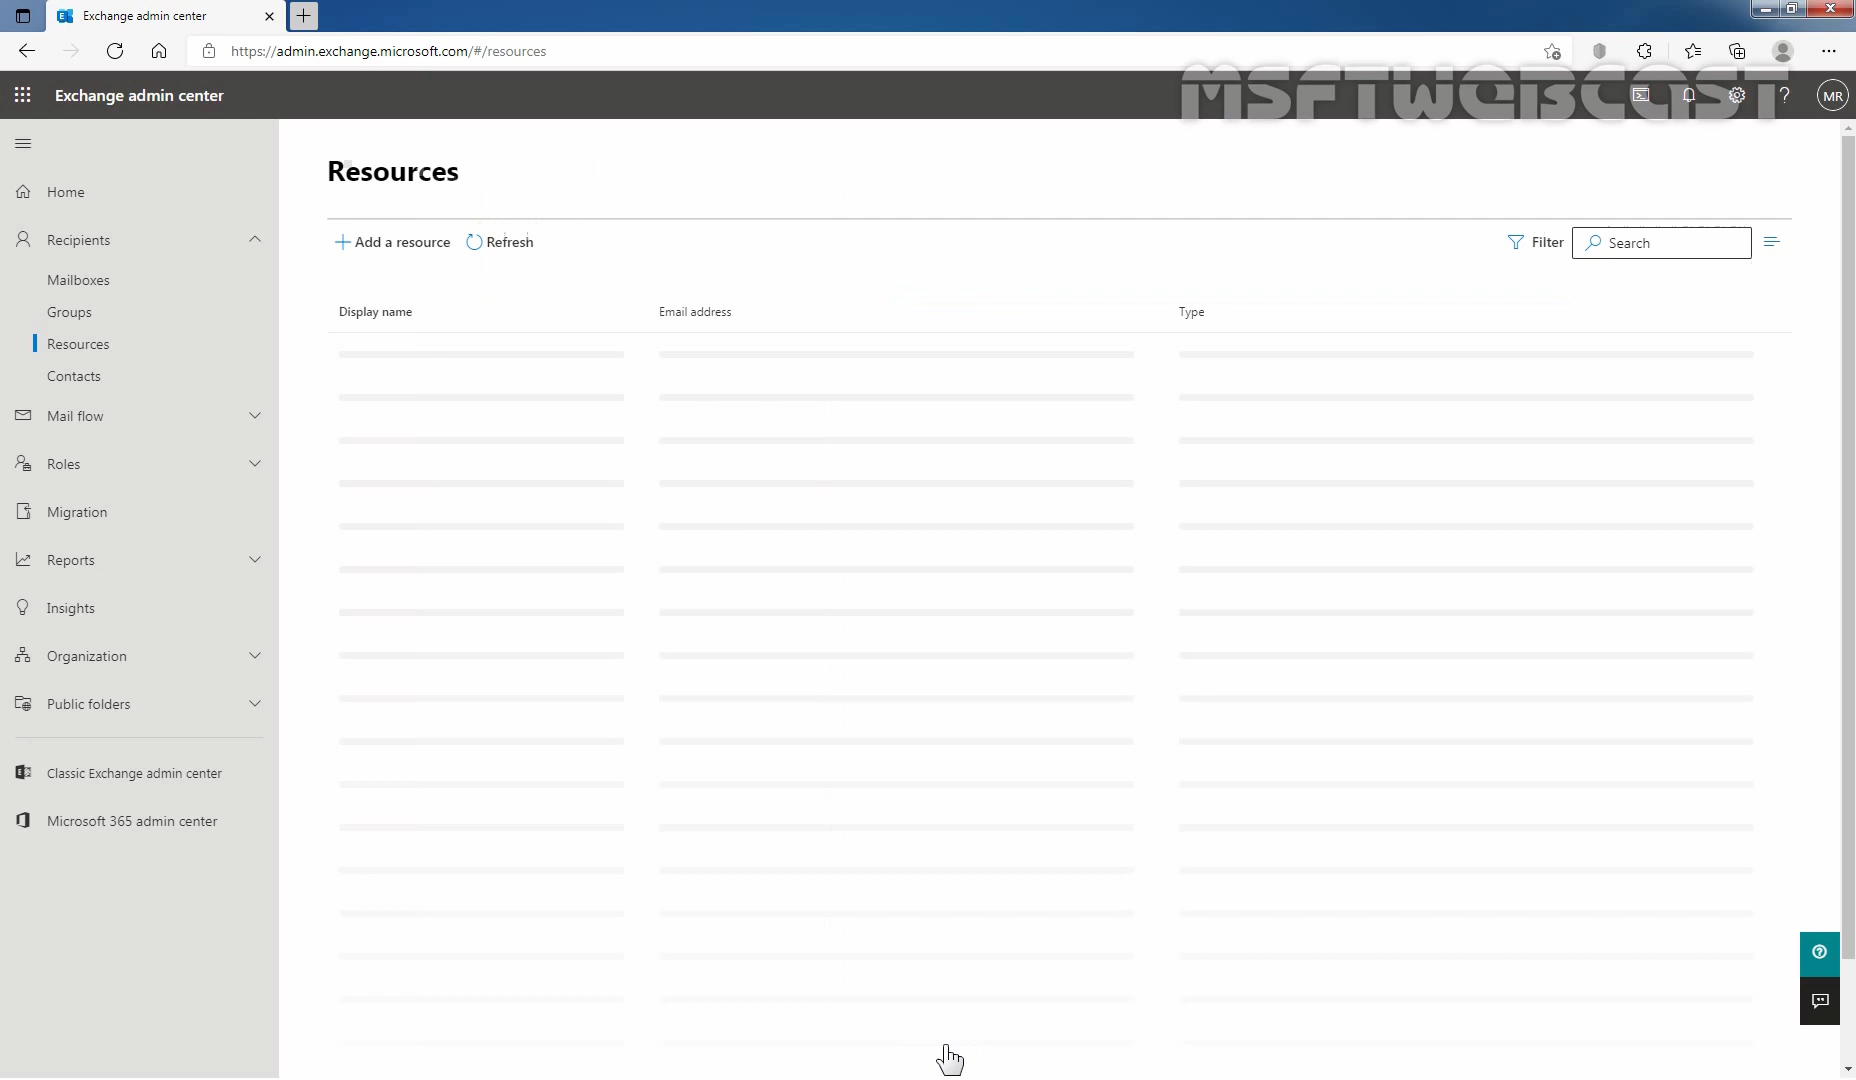 Exchange admin center
https://admin.exchange.microsoft.com/#/resources
MSFTWEBCAST
Exchange admin center
MR
Resources
Home
Add a resource
Refresh
Filter
Search
Recipients
Mailboxes
Display name
Email address
Type
Groups
Resources
Contacts
Mail flow
Roles
Migration
Reports
Insights
Organization
Public folders
Classic Exchange admin center
Microsoft 365 admin center